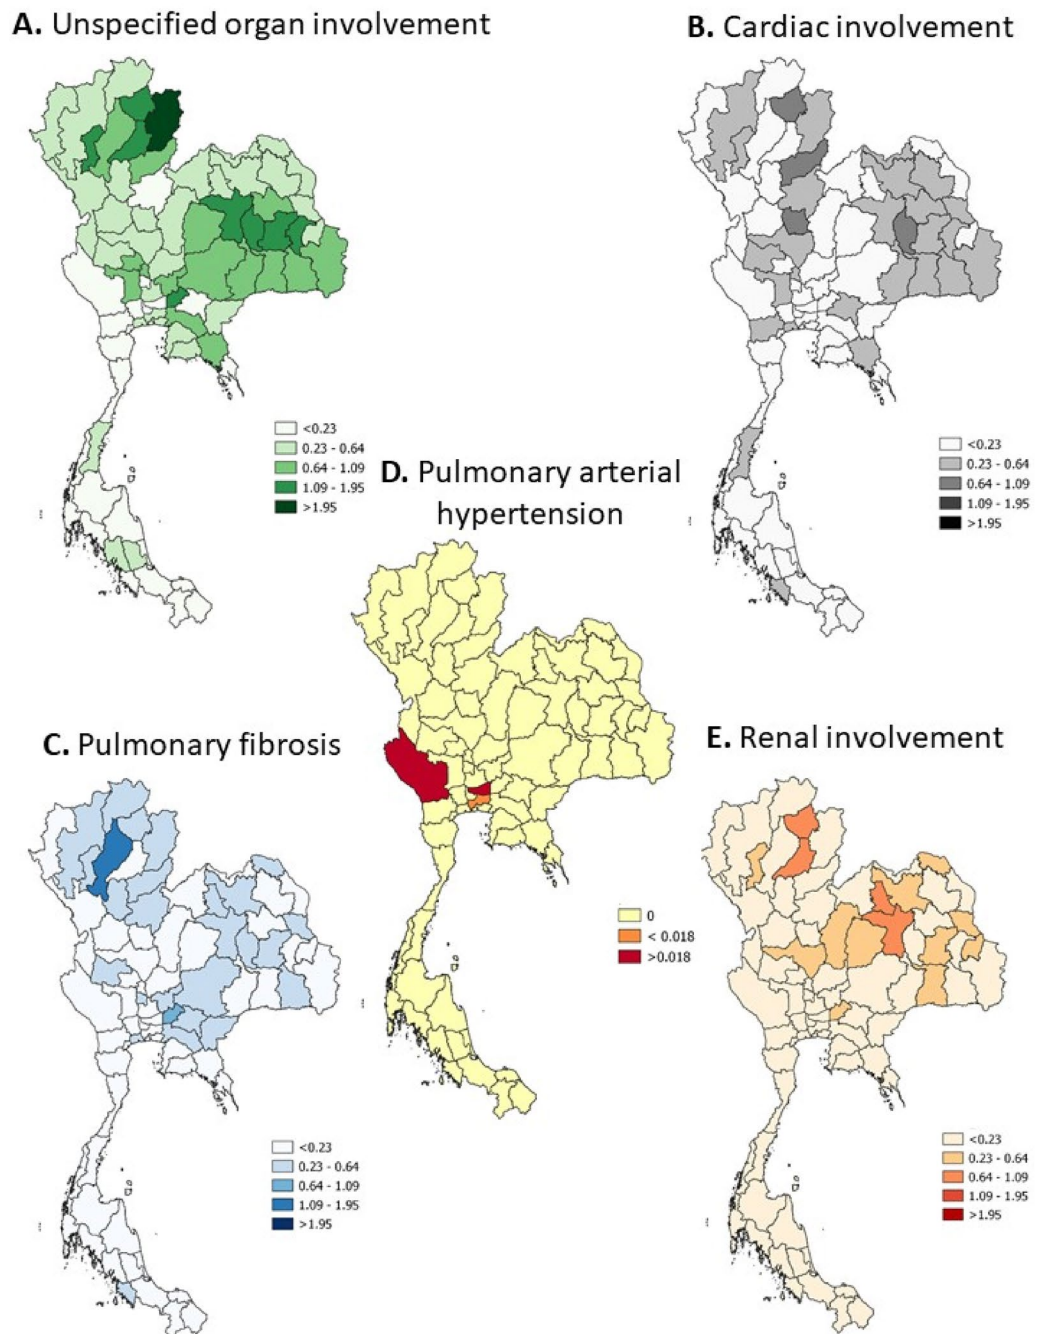 A. Unspecified organ involvement
<0.23
0.23 - 0.64
0.64 - 1.09
1.09 - 1.95
>1.95
B. Cardiac involvement
<0.23
0.23 - 0.64
0.64 - 1.09
1.09 - 1.95
>1.95
D. Pulmonary arterial
hypertension
0
< 0.018
>0.018
C. Pulmonary fibrosis
<0.23
0.23 - 0.64
0.64 - 1.09
1.09 - 1.95
>1.95
E. Renal involvement
<0.23
0.23 - 0.64
0.64 - 1.09
1.09 - 1.95
>1.95